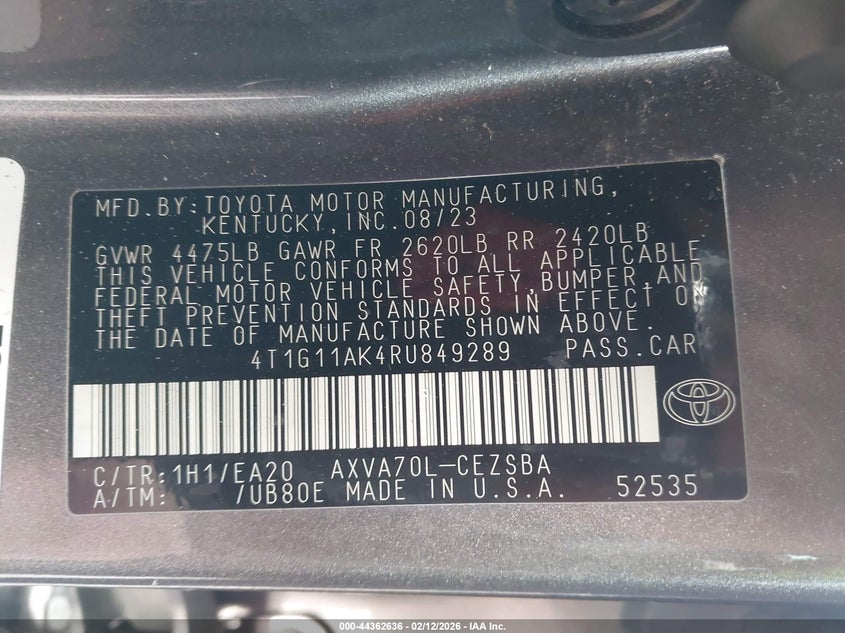 MFD.BY:TOYOTA MOTOR MANUFACTURING,
KENTUCKY,INC.08/23
GVWR 4475LB GAWR FR 2620LB RR 2420LB
THIS VEHICLE CONFORMS TO ALL APPLICABLE
FEDERAL MOTOR VEHICLE SAFETY,BUMPER,AND
THEFT PREVENTION STANDARDS IN EFFECT ON
THE DATE OF MANUFACTURE SHOWN ABOVE.
4T1G11AK4RU849289 PASS.CAR
C/TR:1H1/EA20 AXVA70L-CEZSBA
A/TM: /UB80E MADE IN U.S.A. 52535
000-44362636 - 02/12/2026 - IAA Inc.